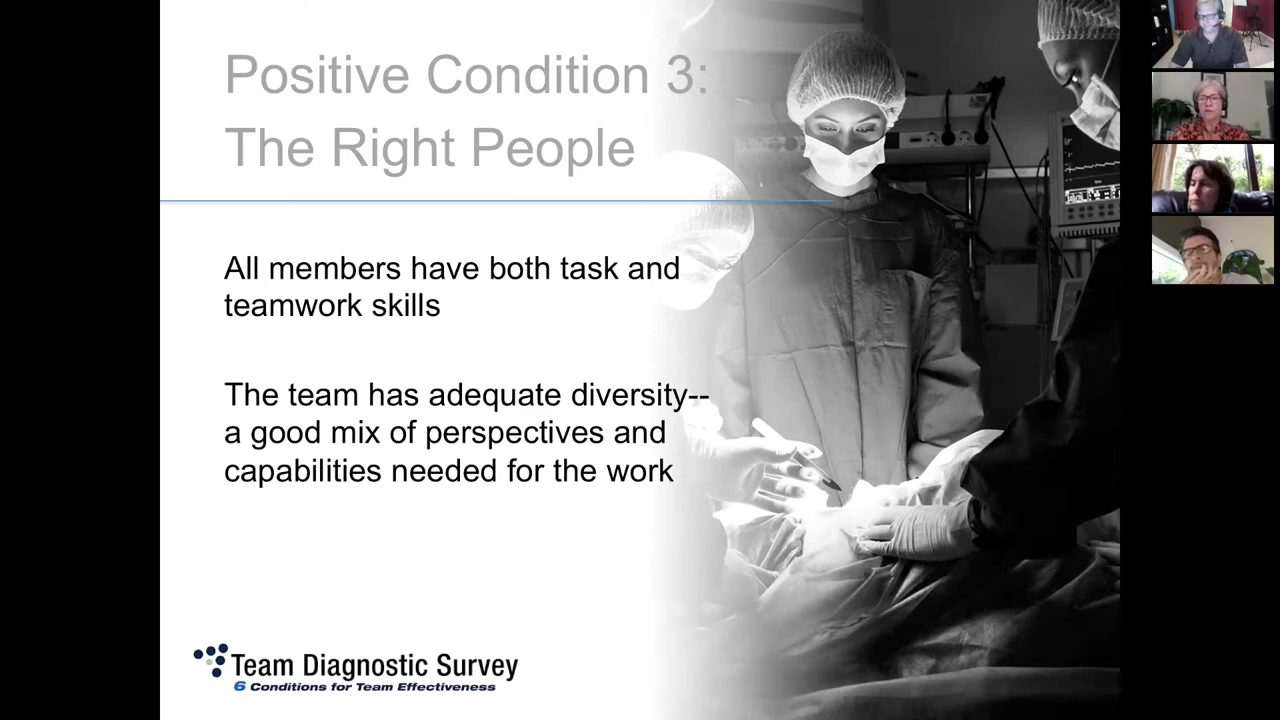 Positive Condition 3:
The Right People
All members have both task and
teamwork skills
The team has adequate diversity--
a good mix of perspectives and
capabilities needed for the work
Team Diagnostic Survey
6 Conditions for Team Effectiveness